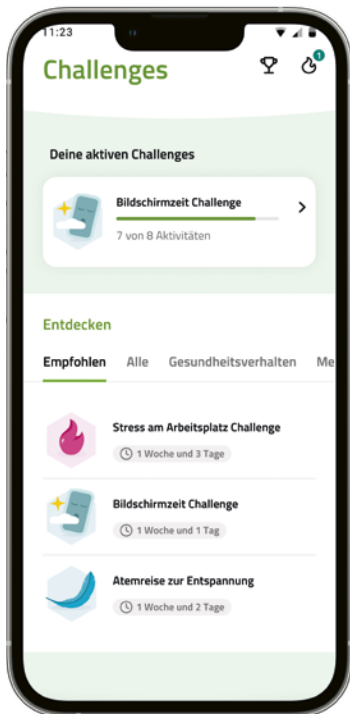 11:23
Challenges
1
Deine aktiven Challenges
Bildschirmzeit Challenge
7 von 8 Aktivitäten
Entdecken
Empfohlen Alle Gesundheitsverhalten Me
Stress am Arbeitsplatz Challenge
1 Woche und 3 Tage
Bildschirmzeit Challenge
1 Woche und 1 Tag
Atemreise zur Entspannung
1 Woche und 2 Tage